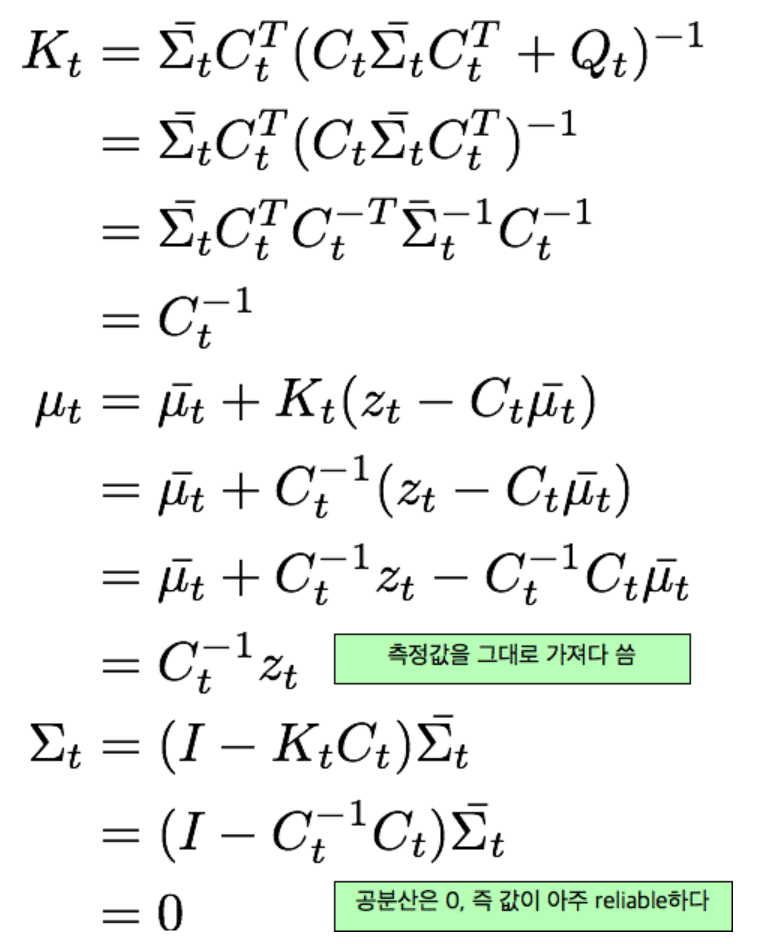 K_t = Σ̄_t C_t^T (C_t Σ̄_t C_t^T + Q_t)^{-1}
= Σ̄_t C_t^T (C_t Σ̄_t C_t^T)^{-1}
= Σ̄_t C_t^T C_t^{-T} Σ̄_t^{-1} C_t^{-1}
= C_t^{-1}
μ_t = μ̄_t + K_t(z_t − C_t μ̄_t)
= μ̄_t + C_t^{-1}(z_t − C_t μ̄_t)
= μ̄_t + C_t^{-1} z_t − C_t^{-1} C_t μ̄_t
= C_t^{-1} z_t 측정값을 그대로 가져다 씀
Σ_t = (I − K_t C_t) Σ̄_t
= (I − C_t^{-1} C_t) Σ̄_t
= 0 공분산은 0, 즉 값이 아주 reliable하다